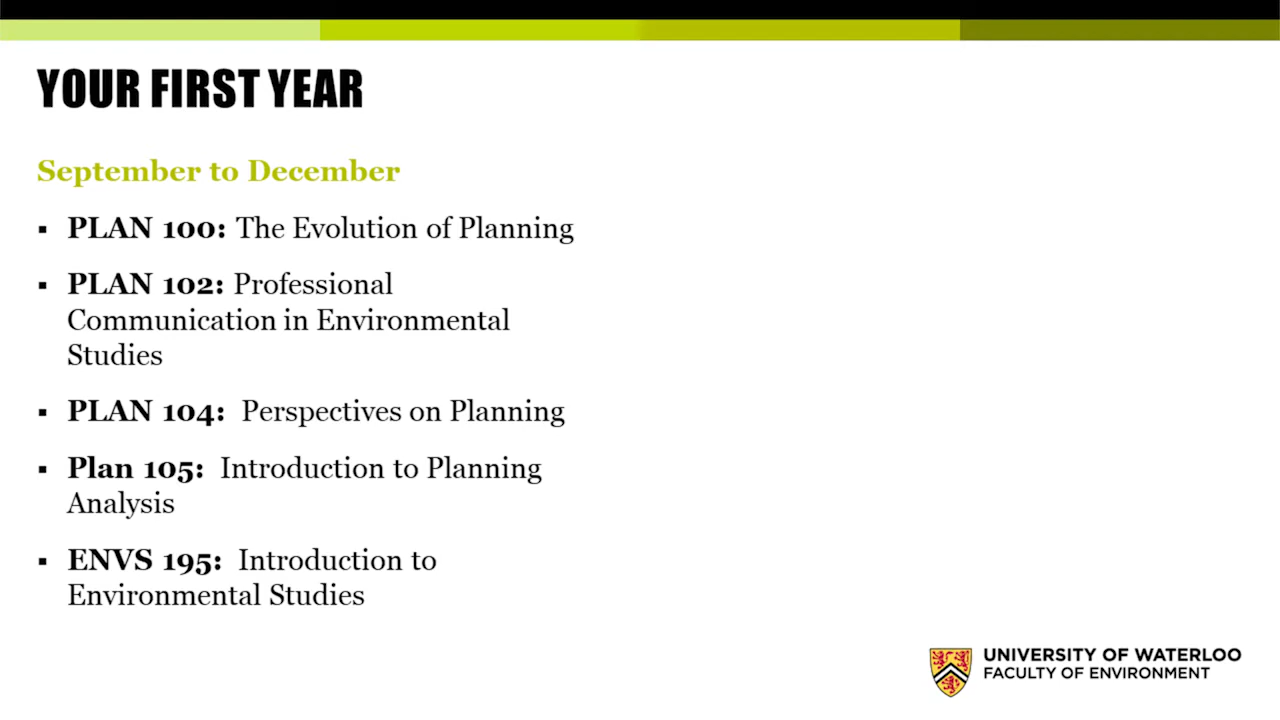 YOUR FIRST YEAR
September to December
▪ PLAN 100: The Evolution of Planning
▪ PLAN 102: Professional
Communication in Environmental
Studies
▪ PLAN 104: Perspectives on Planning
▪ Plan 105: Introduction to Planning
Analysis
▪ ENVS 195: Introduction to
Environmental Studies
UNIVERSITY OF WATERLOO
FACULTY OF ENVIRONMENT